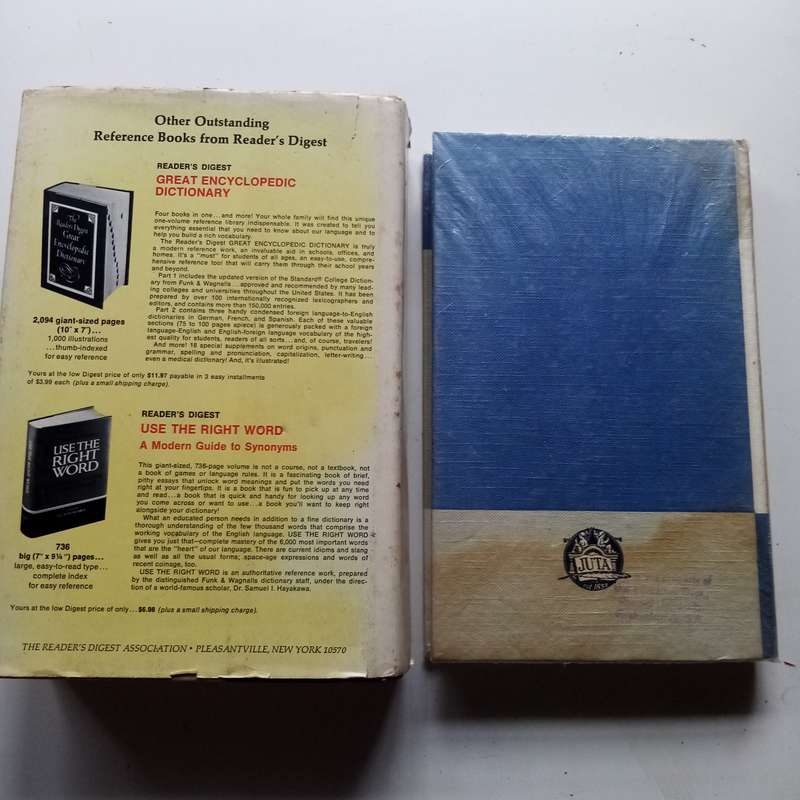 Other Outstanding
Reference Books from Reader's Digest
READER'S DIGEST
GREAT ENCYCLOPEDIC
DICTIONARY
Four books in one...and more! Your whole family will find this unique
one-volume reference library indispensable. It was created to tell you
everything essential that you need to know about our language and to
help you build a rich vocabulary.
The Reader's Digest GREAT ENCYCLOPEDIC DICTIONARY is truly
a modern reference work, an invaluable aid in schools, offices, and
homes. It's a "must" for students of all ages, an easy-to-use, compre-
hensive reference tool that will carry them through their school years
and beyond.
Part 1 includes the updated version of the Standard® College Diction-
ary from Funk & Wagnalls...approved and recommended by many lead-
ing colleges and universities throughout the United States. It has been
prepared by over 100 internationally recognized lexicographers and
editors, and contains more than 150,000 entries.
Part 2 contains three handy condensed foreign language-to-English
dictionaries in German, French, and Spanish. Each of these valuable
sections (75 to 100 pages apiece) is generously packed with a foreign
language-English and English-foreign language vocabulary of the high-
est quality for students, readers of all sorts...and, of course, travelers!
And more! 18 special supplements on word origins, punctuation and
grammar, spelling and pronunciation, capitalization, letter-writing...
even a medical dictionary! And, it's illustrated!
The
Reader's Digest
Great
Encyclopedic
Dictionary
2,094 giant-sized pages
(10" x 7")...
1,000 illustrations
...thumb-indexed
for easy reference
Yours at the low Digest price of only $11.97 payable in 3 easy installments
of $3.99 each (plus a small shipping charge).
READER'S DIGEST
USE THE RIGHT WORD
A Modern Guide to Synonyms
This giant-sized, 736-page volume is not a course, not a textbook, not
a book of games or language rules. It is a fascinating book of brief,
pithy essays that unlock word meanings and put the words you need
right at your fingertips. It is a book that is fun to pick up at any time
and read...a book that is quick and handy for looking up any word
you come across or want to use...a book you'll want to keep right
alongside your dictionary!
What an educated person needs in addition to a fine dictionary is a
thorough understanding of the few thousand words that comprise the
working vocabulary of the English language. USE THE RIGHT WORD
gives you just that—complete mastery of the 6,000 most important words
that are the "heart" of our language. There are current idioms and slang
as well as all the usual forms; space-age expressions and words of
recent coinage, too.
USE THE RIGHT WORD is an authoritative reference work, prepared
by the distinguished Funk & Wagnalls dictionary staff, under the direc-
tion of a world-famous scholar, Dr. Samuel I. Hayakawa.
USE THE
RIGHT
WORD
736
big (7" x 9¼") pages...
large, easy-to-read type...
complete index
for easy reference
Yours at the low Digest price of only...$6.98 (plus a small shipping charge).
THE READER'S DIGEST ASSOCIATION • PLEASANTVILLE, NEW YORK 10570
JUTA